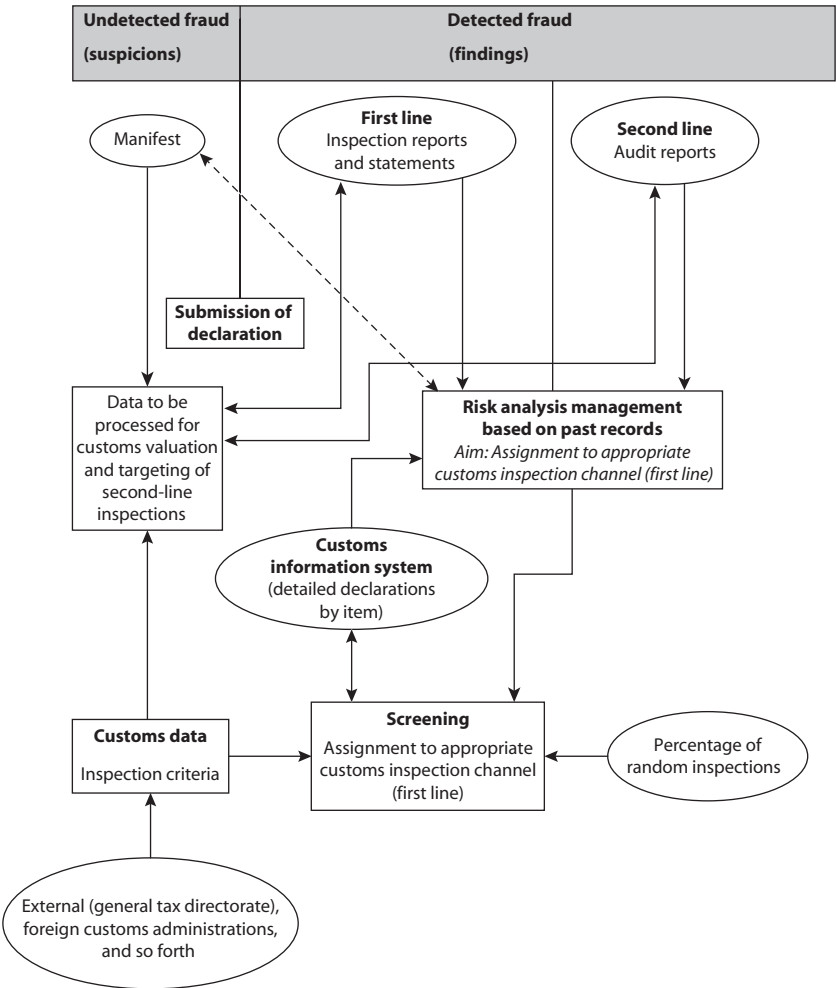 Undetected fraud
(suspicions)
Detected fraud
(findings)
Manifest
First line
Inspection reports
and statements
Second line
Audit reports
Submission of
declaration
Data to be
processed for
customs valuation
and targeting of
second-line
inspections
Risk analysis management
based on past records
Aim: Assignment to appropriate
customs inspection channel (first line)
Customs
information system
(detailed declarations
by item)
Customs data
Inspection criteria
Screening
Assignment to appropriate
customs inspection channel
(first line)
Percentage of
random inspections
External (general tax directorate),
foreign customs administrations,
and so forth